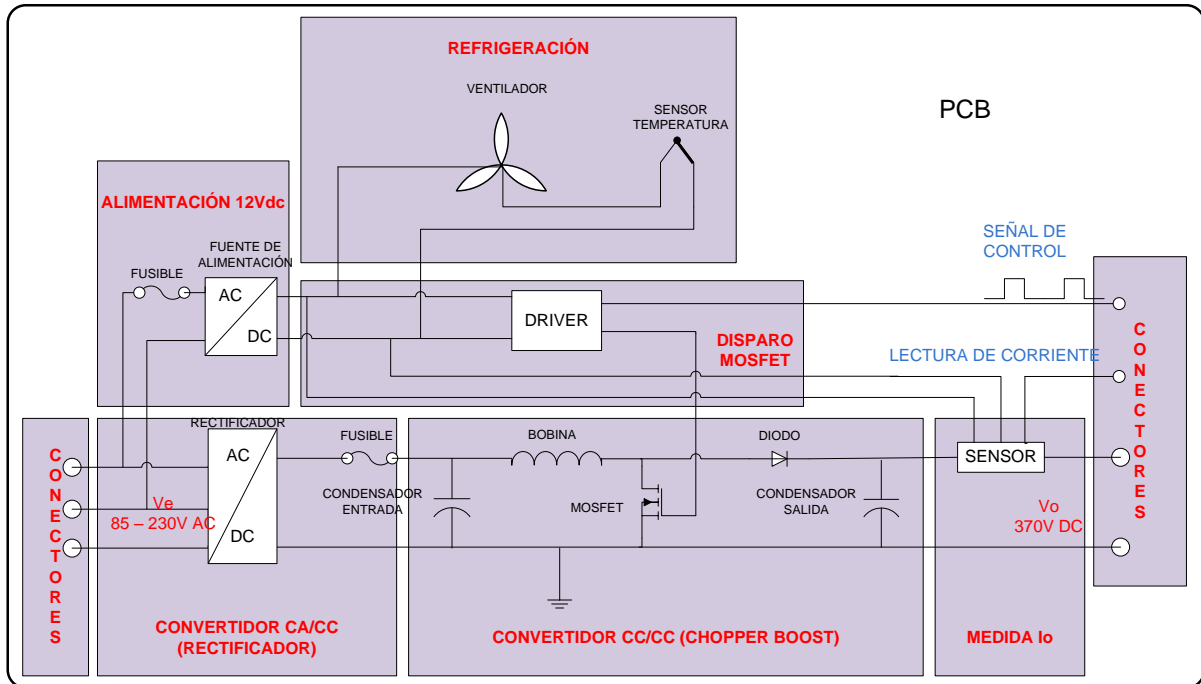 REFRIGERACIÓN
VENTILADOR
SENSOR
TEMPERATURA
PCB
ALIMENTACIÓN 12Vdc
FUENTE DE
ALIMENTACIÓN
FUSIBLE
AC
DC
DRIVER
DISPARO
MOSFET
SEÑAL DE
CONTROL
LECTURA DE CORRIENTE
CONECTORES
CONECTORES
RECTIFICADOR
AC
DC
Ve
85 – 230V AC
FUSIBLE
CONVERTIDOR CA/CC
(RECTIFICADOR)
BOBINA
DIODO
CONDENSADOR
ENTRADA
MOSFET
CONDENSADOR
SALIDA
CONVERTIDOR CC/CC (CHOPPER BOOST)
SENSOR
Vo
370V DC
MEDIDA Io